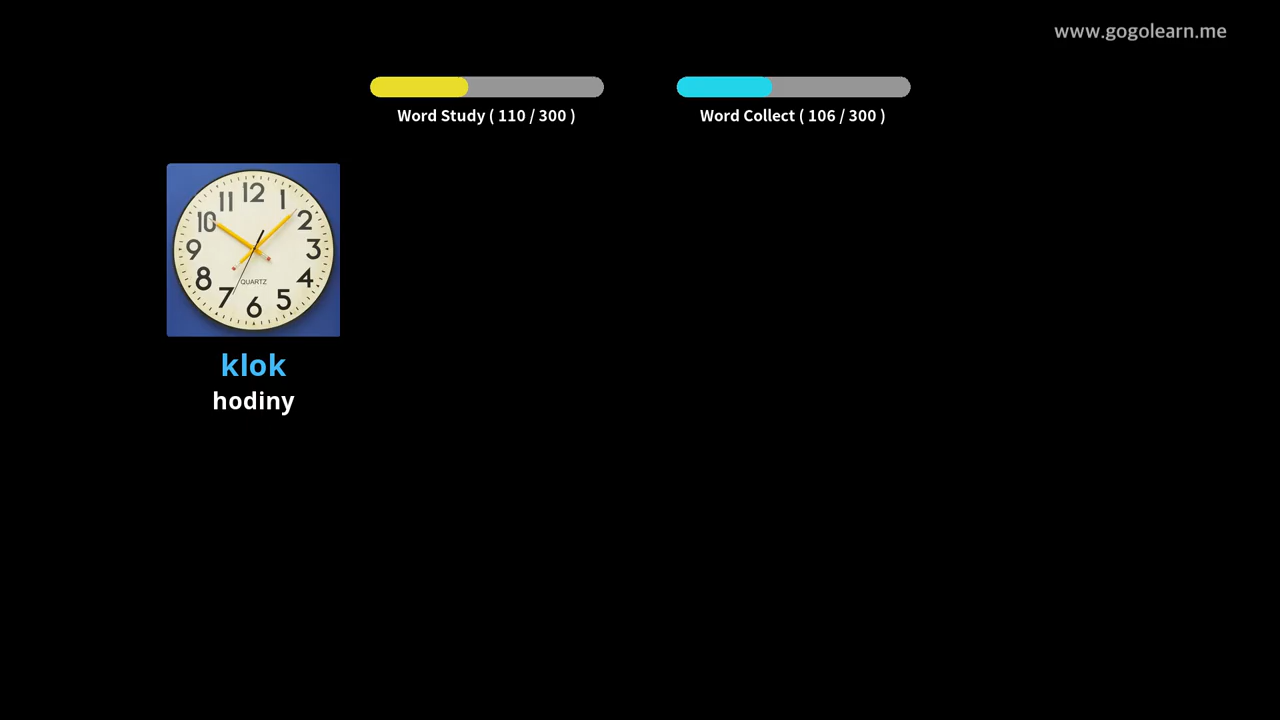 www.gogolearn.me
Word Study ( 110 / 300 )
Word Collect ( 106 / 300 )
12
11 1
10 2
9 3
8 4
QUARTZ
7 5
6
klok
hodiny